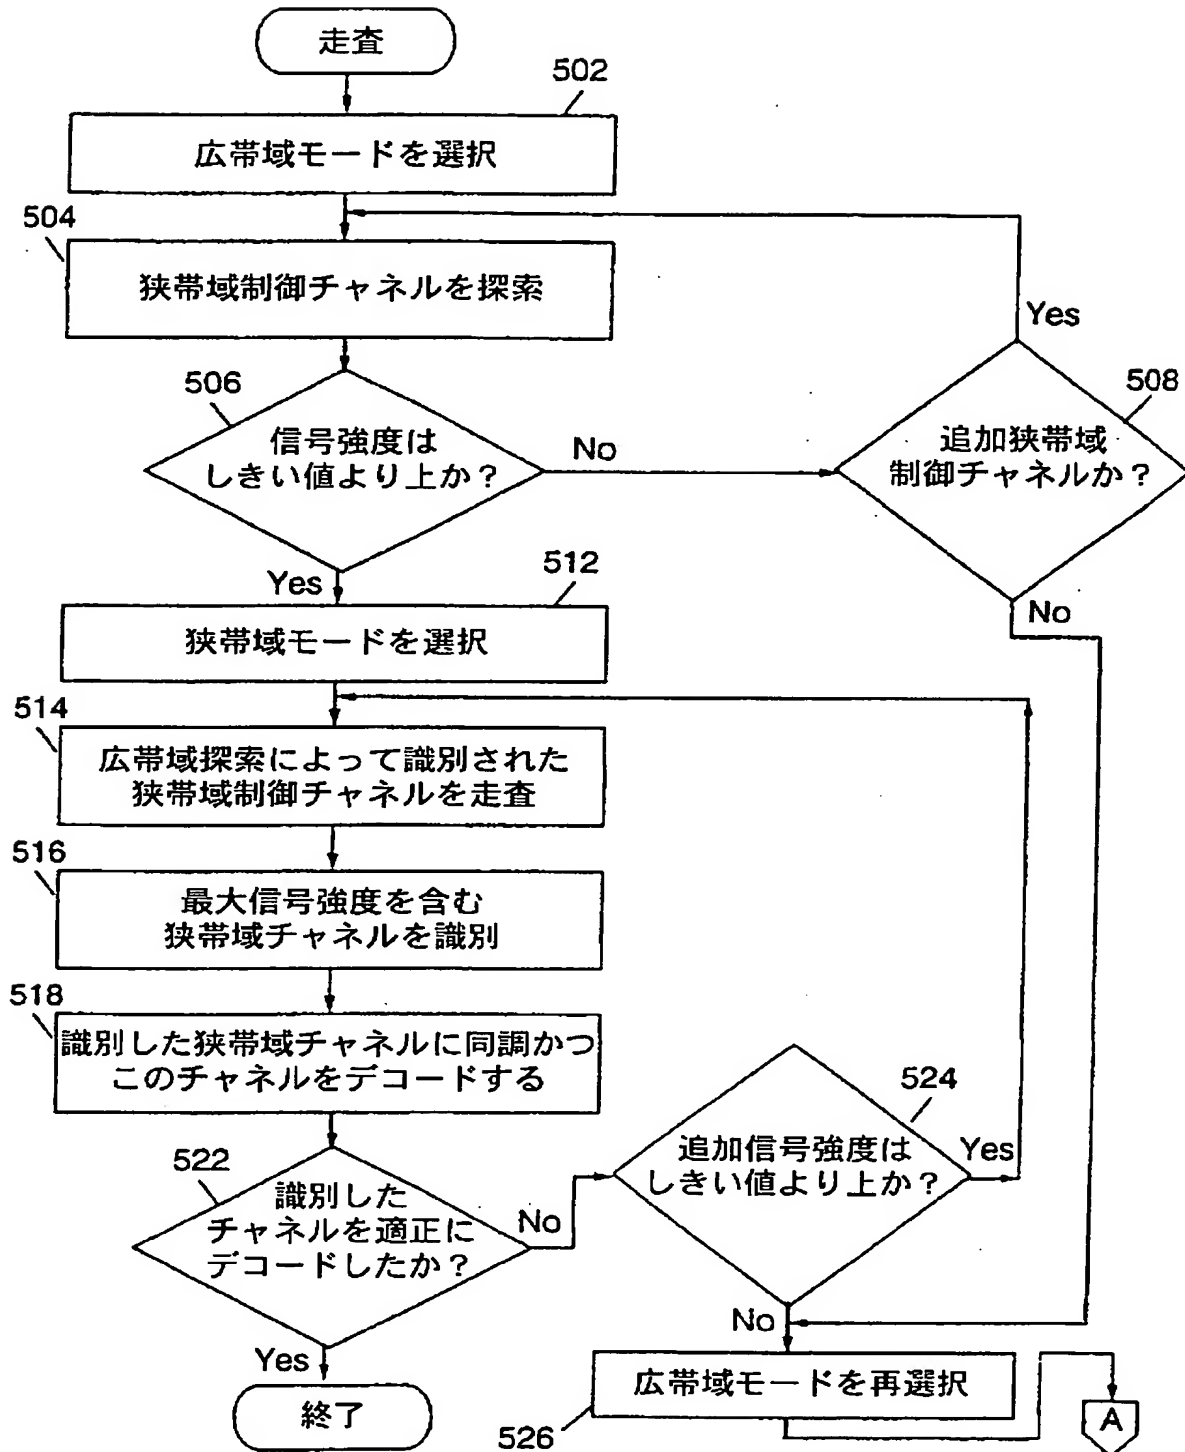 走査
502
広帯域モードを選択
504
狭帯域制御チャネルを探索
Yes
506
信号強度は
しきい値より上か？
No
508
追加狭帯域
制御チャネルか？
Yes
512
No
狭帯域モードを選択
514
広帯域探索によって識別された
狭帯域制御チャネルを走査
516
最大信号強度を含む
狭帯域チャネルを識別
518
識別した狭帯域チャネルに同調かつ
このチャネルをデコードする
524
追加信号強度は
しきい値より上か？
Yes
522
識別した
チャネルを適正に
デコードしたか？
No
No
Yes
広帯域モードを再選択
526
終了
A